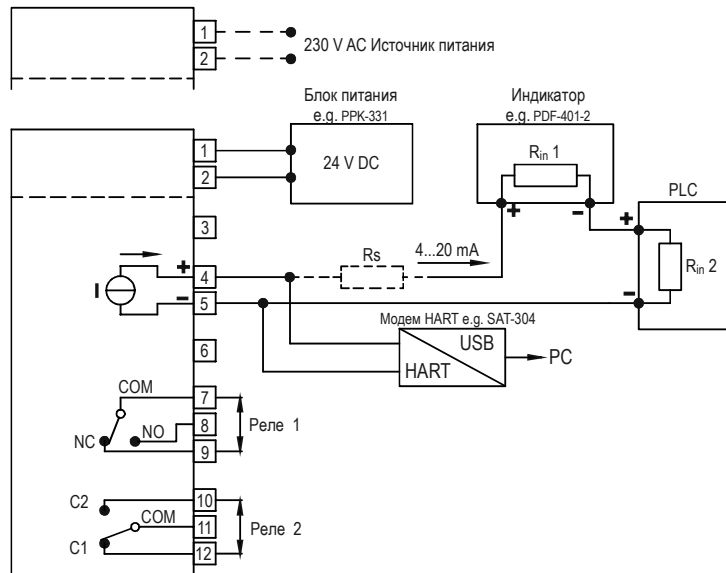 1
2
230 V AC Источник питания
Блок питания
e.g. PPK-331
Индикатор
e.g. PDF-401-2
1
2
24 V DC
Rin 1
PLC
3
+
-
+
Rs
4...20 mA
Rin 2
I
+
4
-
5
-
Модем HART e.g. SAT-304
USB
HART
PC
6
COM
7
NC
NO
8
Реле 1
9
C2
10
COM
11
Реле 2
C1
12